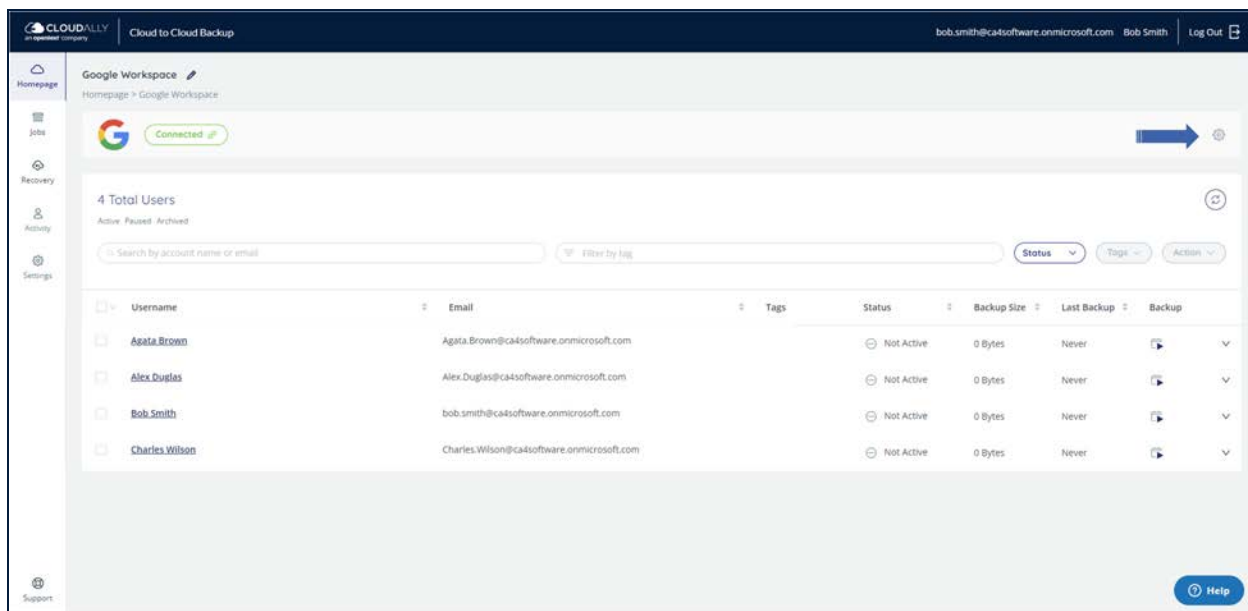 CLOUDALLY
an opentext company
Cloud to Cloud Backup
bob.smith@ca4software.onmicrosoft.com Bob Smith Log Out
Homepage
Jobs
Recovery
Activity
Settings
Support
Google Workspace
Homepage > Google Workspace
Connected
4 Total Users
Active Paused Archived
Search by account name or email Filter by tag Status Tags Action
Username Email Tags Status Backup Size Last Backup Backup
Agata Brown Agata.Brown@ca4software.onmicrosoft.com Not Active 0 Bytes Never
Alex Duglas Alex.Duglas@ca4software.onmicrosoft.com Not Active 0 Bytes Never
Bob Smith bob.smith@ca4software.onmicrosoft.com Not Active 0 Bytes Never
Charles Wilson Charles.Wilson@ca4software.onmicrosoft.com Not Active 0 Bytes Never
Help